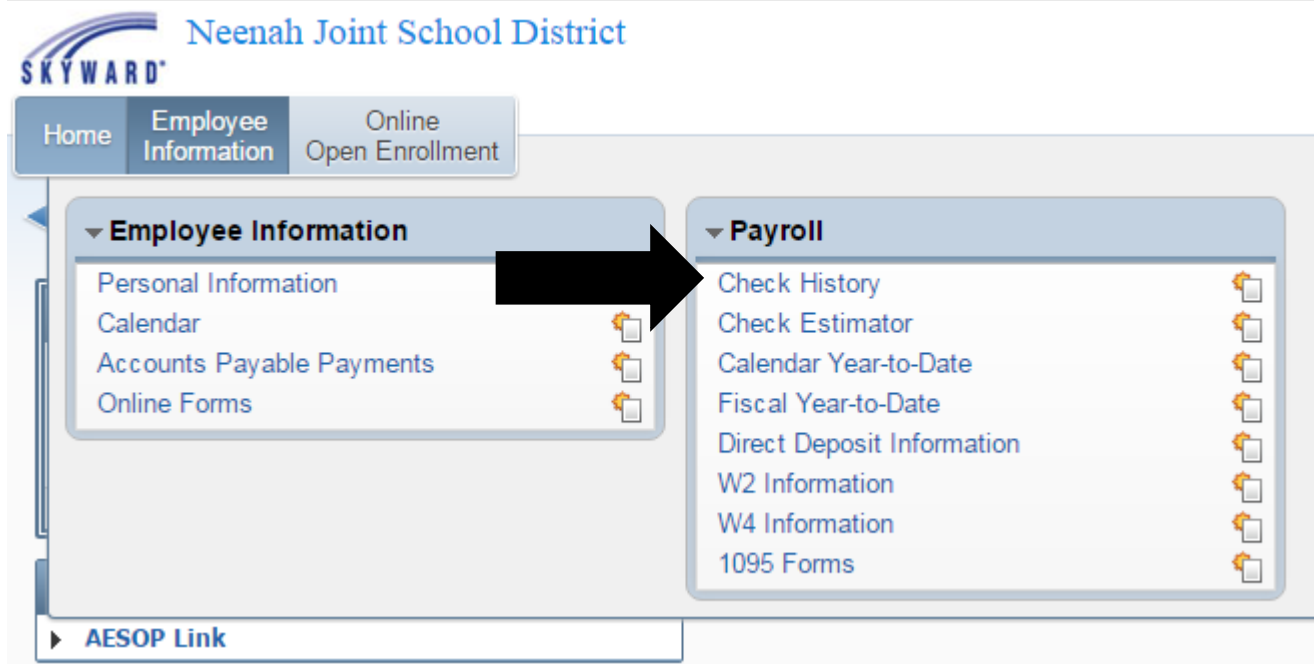 Neenah Joint School District
SKYWARD®
Home
Employee
Information
Online
Open Enrollment
Employee Information
Personal Information
Calendar
Accounts Payable Payments
Online Forms
Payroll
Check History
Check Estimator
Calendar Year-to-Date
Fiscal Year-to-Date
Direct Deposit Information
W2 Information
W4 Information
1095 Forms
AESOP Link